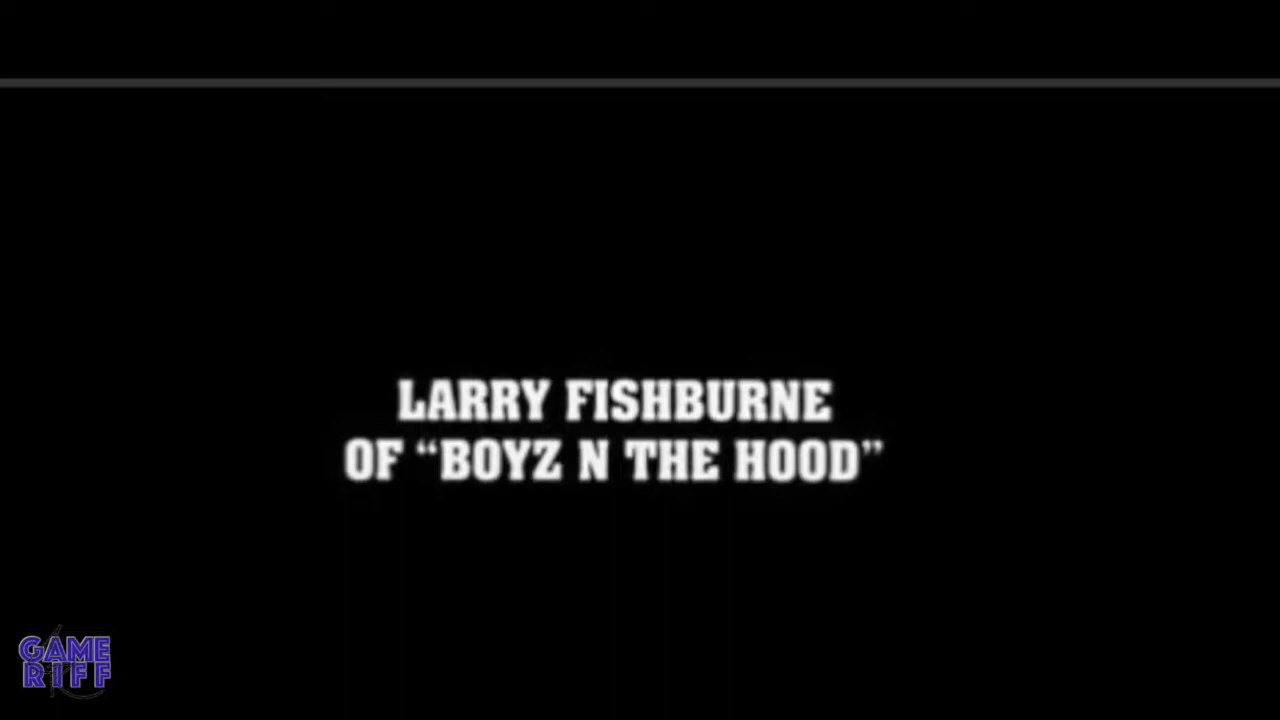 LARRY FISHBURNE
OF “BOYZ N THE HOOD”
GAME
RIFF